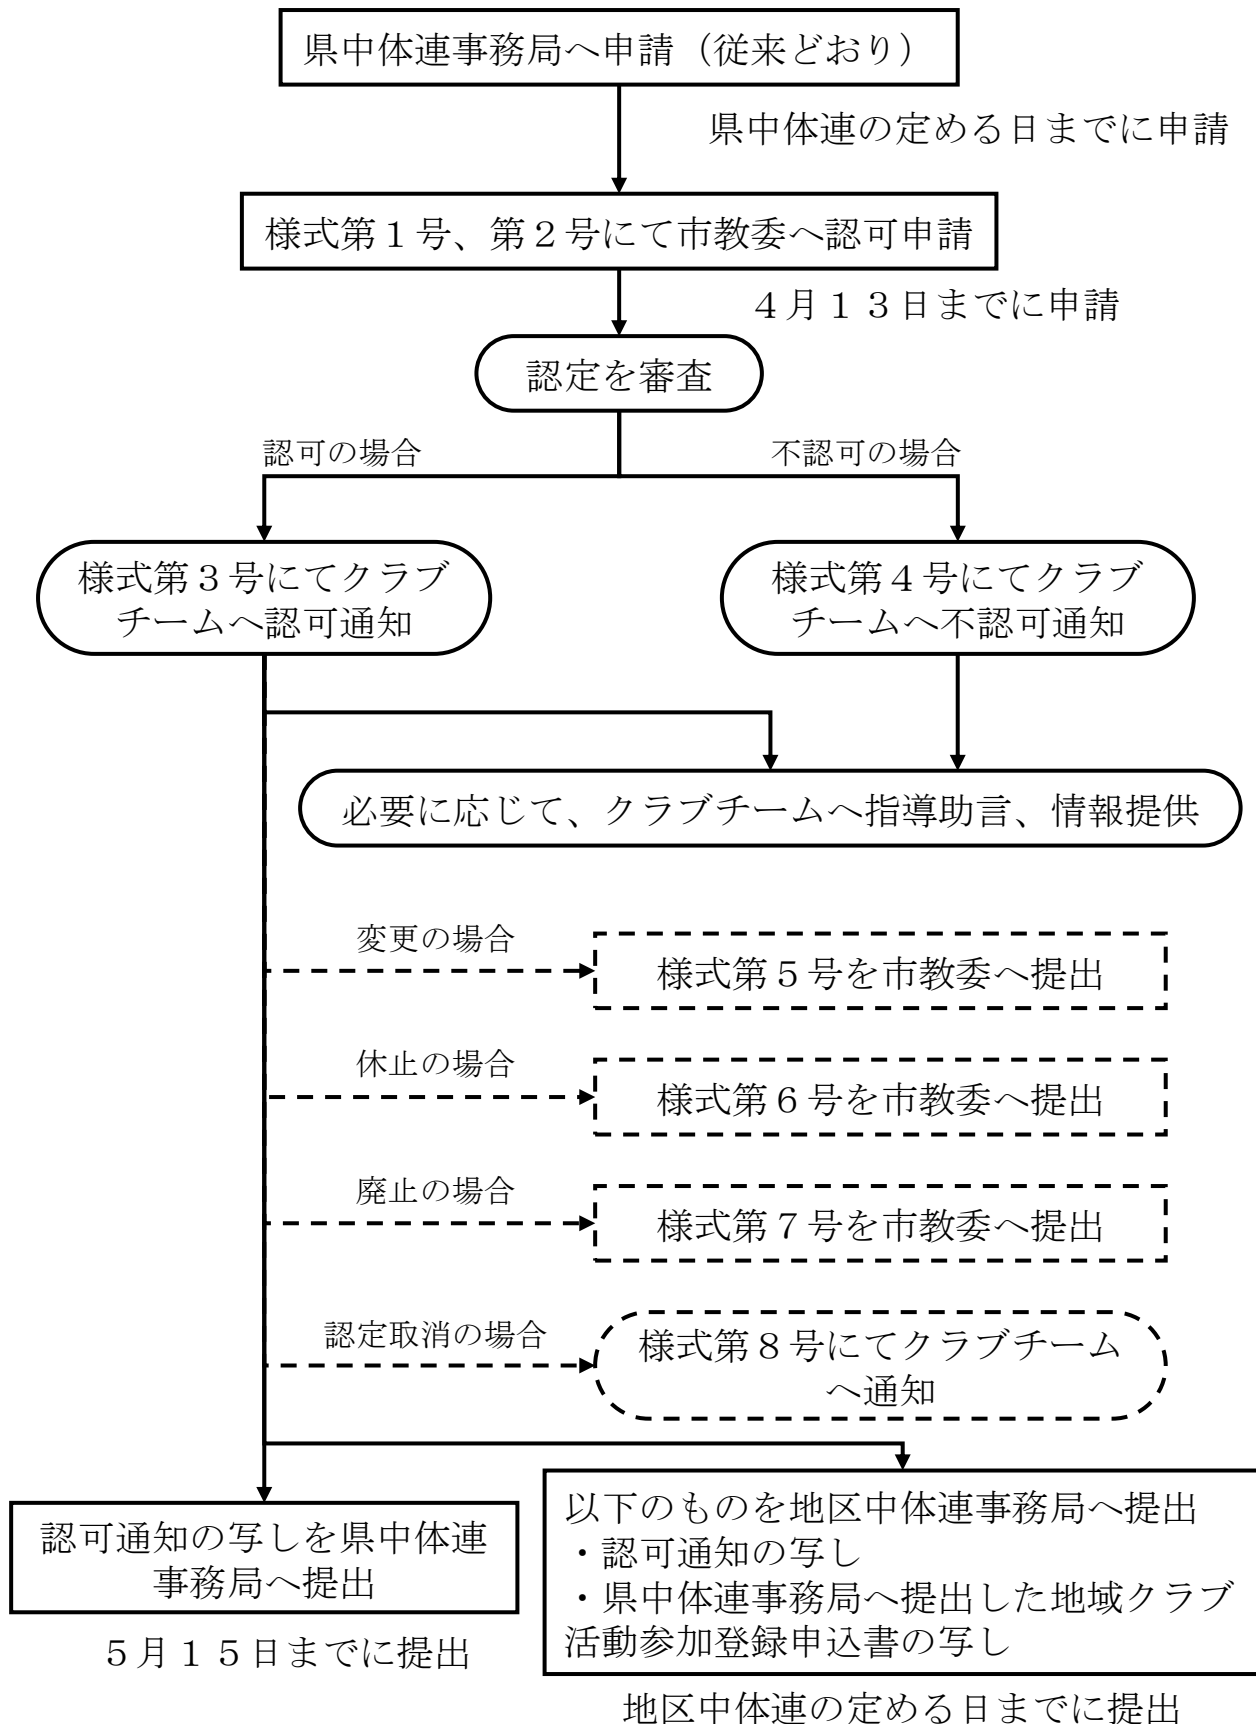 県中体連事務局へ申請（従来どおり）
県中体連の定める日までに申請
様式第１号、第２号にて市教委へ認可申請
４月１３日までに申請
認定を審査
認可の場合
不認可の場合
様式第３号にてクラブ
チームへ認可通知
様式第４号にてクラブ
チームへ不認可通知
必要に応じて、クラブチームへ指導助言、情報提供
変更の場合
様式第５号を市教委へ提出
休止の場合
様式第６号を市教委へ提出
廃止の場合
様式第７号を市教委へ提出
認定取消の場合
様式第８号にてクラブチーム
へ通知
認可通知の写しを県中体連
事務局へ提出
５月１５日までに提出
以下のものを地区中体連事務局へ提出
・認可通知の写し
・県中体連事務局へ提出した地域クラブ
活動参加登録申込書の写し
地区中体連の定める日までに提出